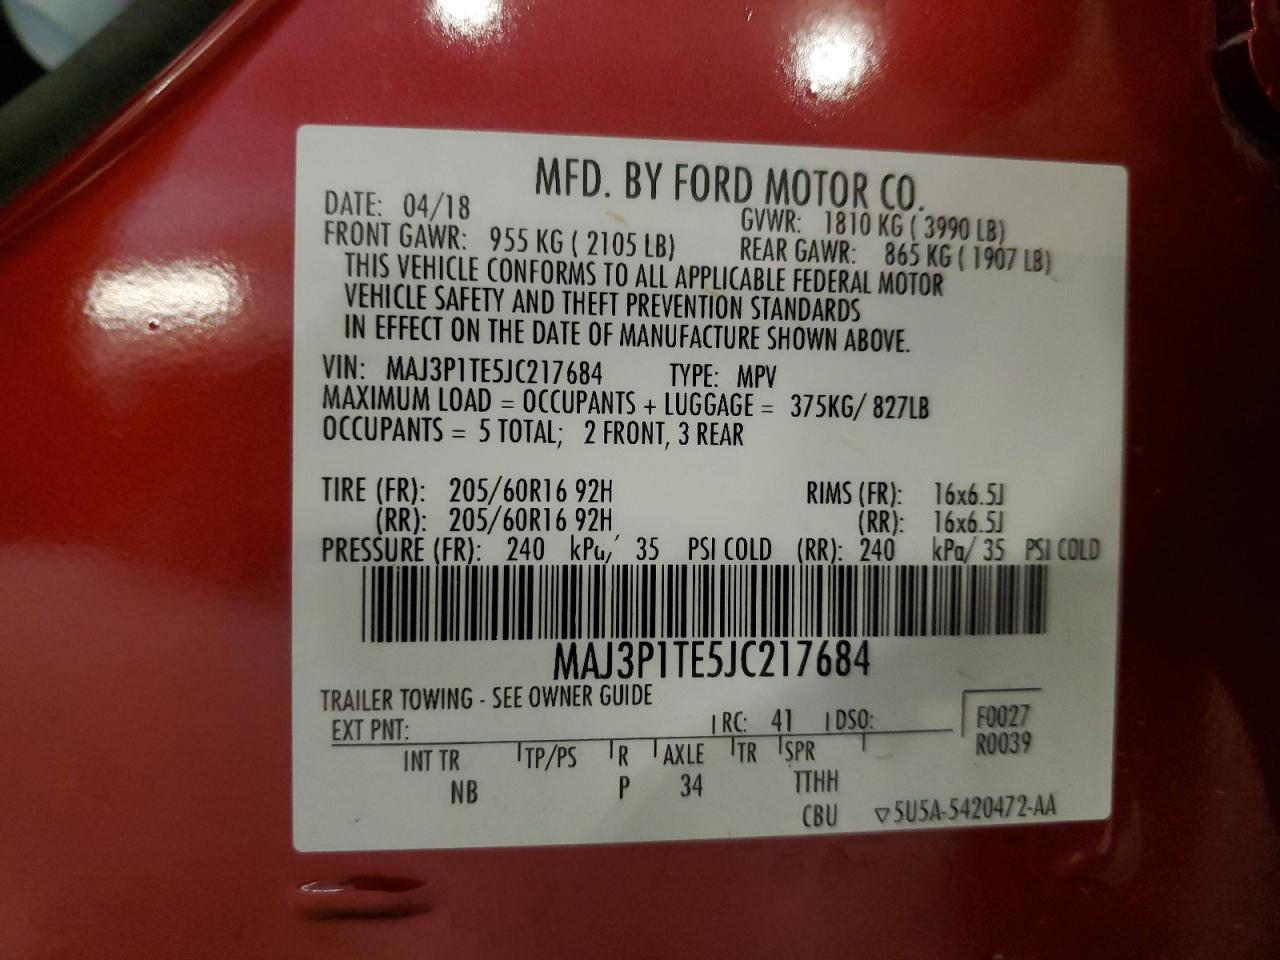 MFD. BY FORD MOTOR CO.
DATE: 04/18 GVWR: 1810 KG ( 3990 LB)
FRONT GAWR: 955 KG ( 2105 LB) REAR GAWR: 865 KG ( 1907 LB)
THIS VEHICLE CONFORMS TO ALL APPLICABLE FEDERAL MOTOR
VEHICLE SAFETY AND THEFT PREVENTION STANDARDS
IN EFFECT ON THE DATE OF MANUFACTURE SHOWN ABOVE.
VIN: MAJ3P1TE5JC217684 TYPE: MPV
MAXIMUM LOAD = OCCUPANTS + LUGGAGE = 375KG/ 827LB
OCCUPANTS = 5 TOTAL; 2 FRONT, 3 REAR
TIRE (FR): 205/60R16 92H RIMS (FR): 16x6.5J
(RR): 205/60R16 92H (RR): 16x6.5J
PRESSURE (FR): 240 kPa/ 35 PSI COLD (RR): 240 kPa/ 35 PSI COLD
MAJ3P1TE5JC217684
TRAILER TOWING - SEE OWNER GUIDE
EXT PNT: RC: 41 DSO: F0027
R0039
INT TR TP/PS R AXLE TR SPR
NB P 34 TTHH
CBU ▽5U5A-5420472-AA